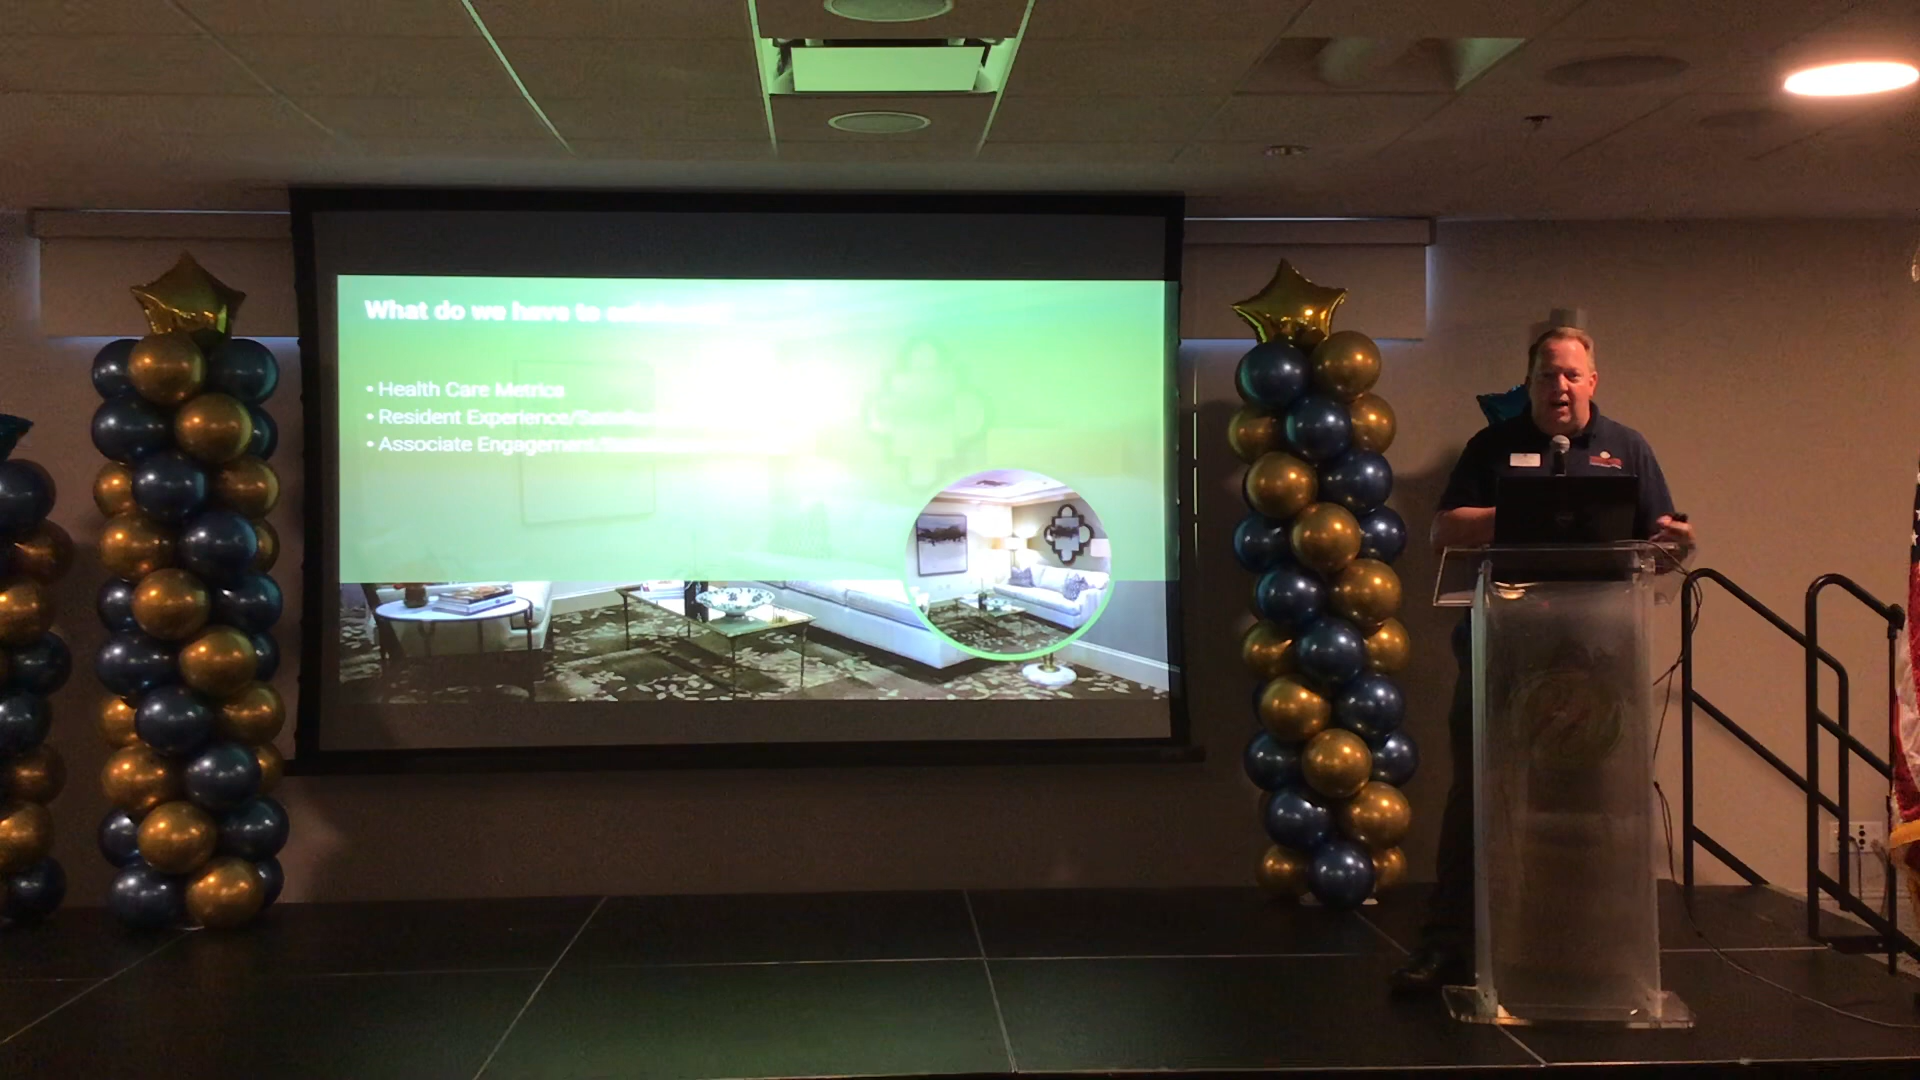 What do we have to
• Health Care Metrics
• Resident Experience/
• Associate Engagement